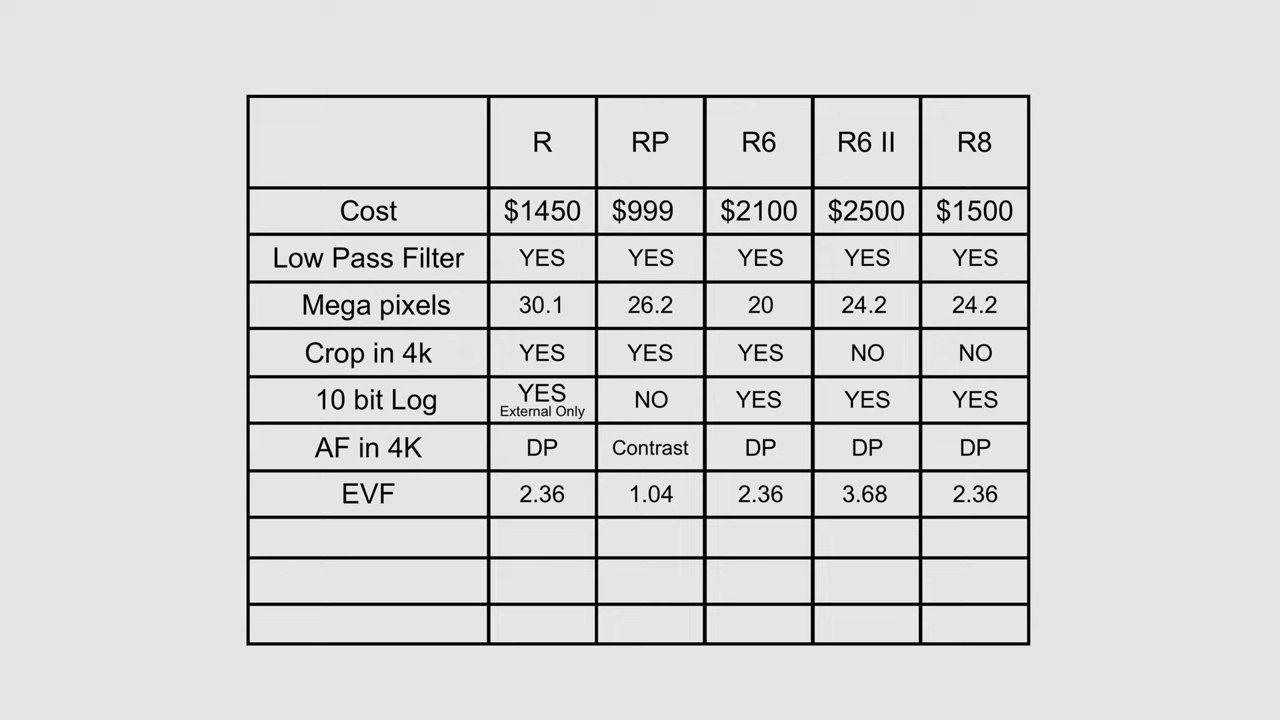 R RP R6 R6 II R8
Cost $1450 $999 $2100 $2500 $1500
Low Pass Filter YES YES YES YES YES
Mega pixels 30.1 26.2 20 24.2 24.2
Crop in 4k YES YES YES NO NO
10 bit Log YES NO YES YES YES
External Only
AF in 4K DP Contrast DP DP DP
EVF 2.36 1.04 2.36 3.68 2.36